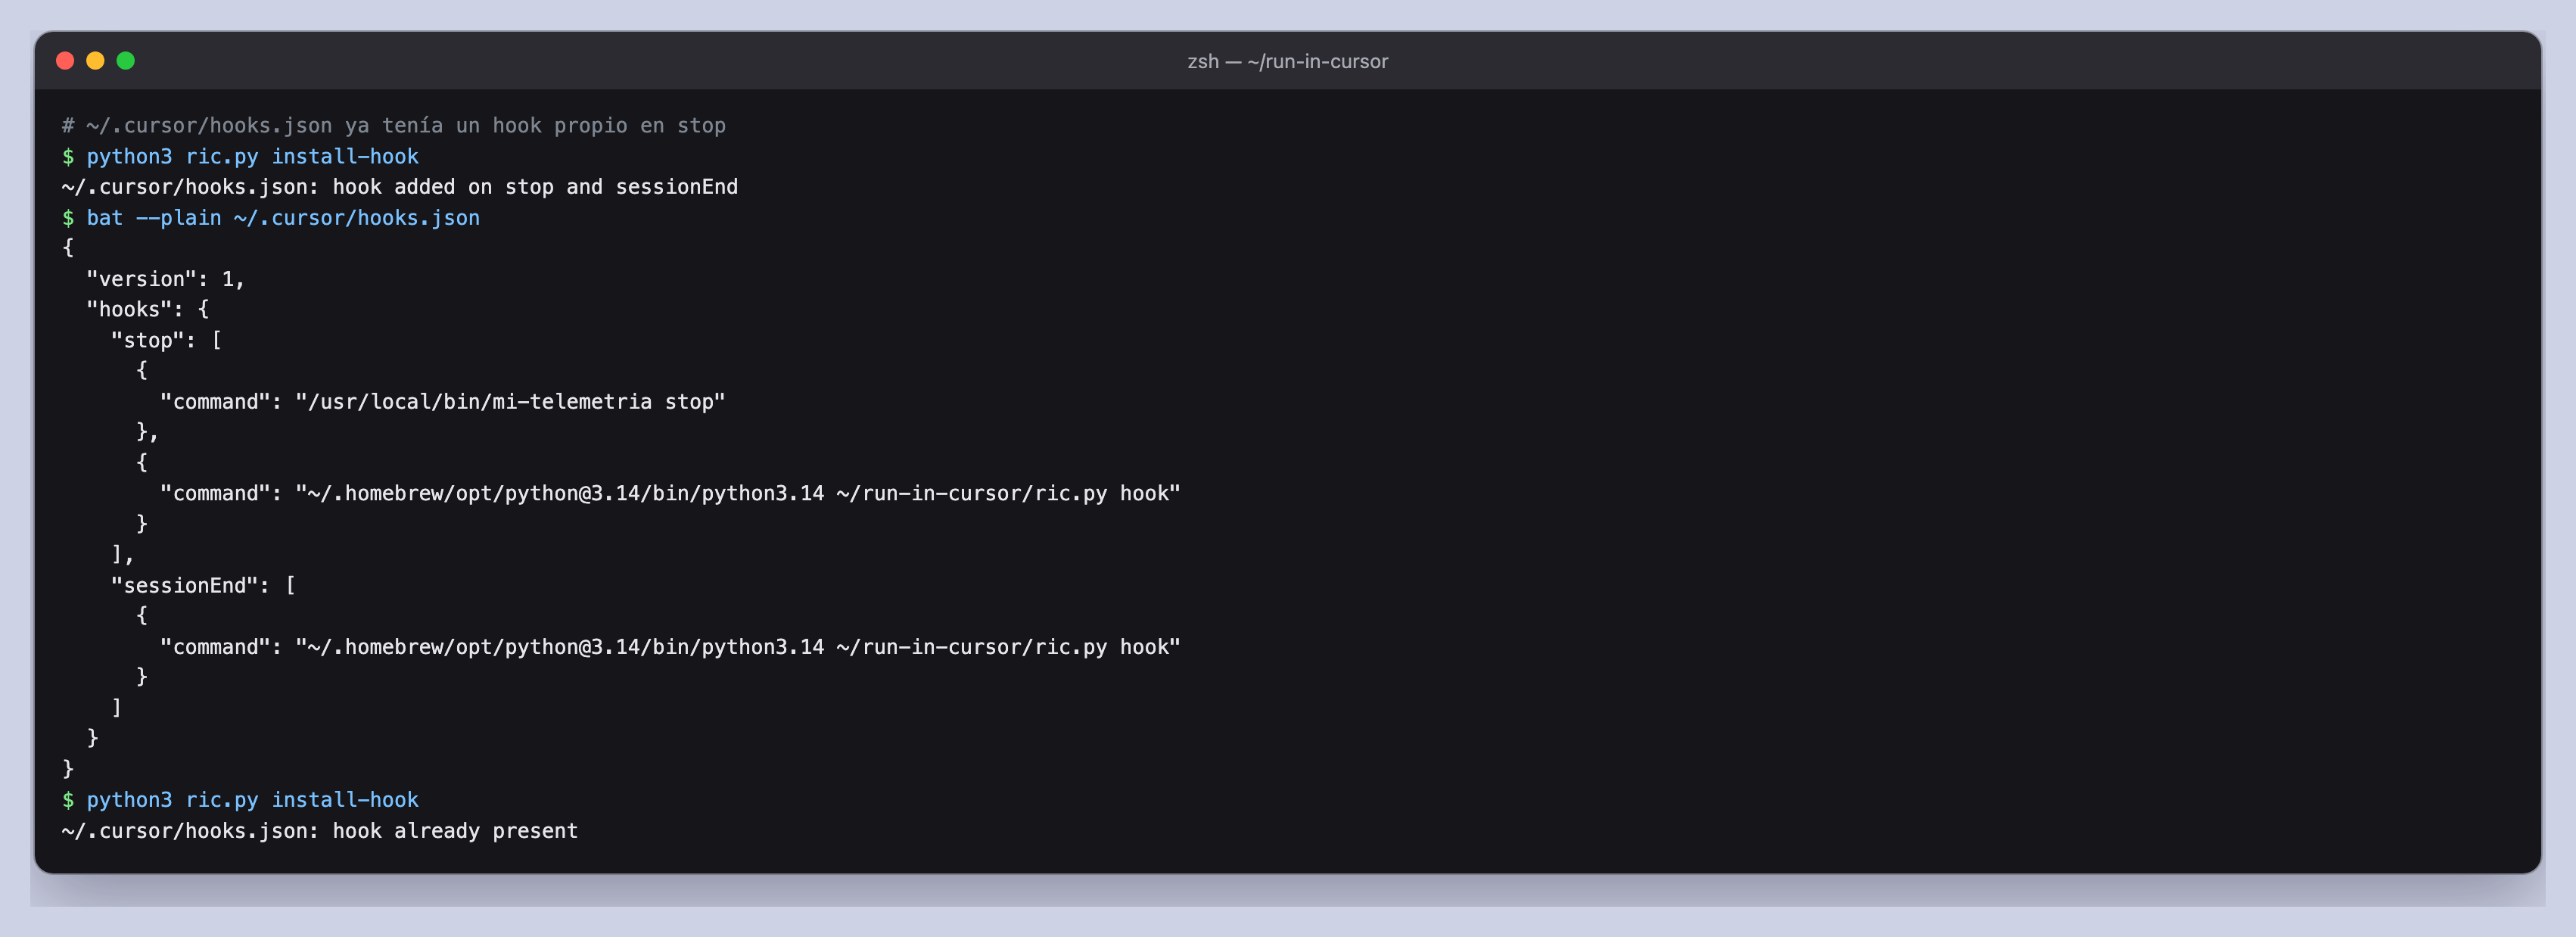 zsh — ~/run-in-cursor
# ~/.cursor/hooks.json ya tenía un hook propio en stop
$ python3 ric.py install-hook
~/.cursor/hooks.json: hook added on stop and sessionEnd
$ bat --plain ~/.cursor/hooks.json
{
  "version": 1,
  "hooks": {
    "stop": [
      {
        "command": "/usr/local/bin/mi-telemetria stop"
      },
      {
        "command": "~/.homebrew/opt/python@3.14/bin/python3.14 ~/run-in-cursor/ric.py hook"
      }
    ],
    "sessionEnd": [
      {
        "command": "~/.homebrew/opt/python@3.14/bin/python3.14 ~/run-in-cursor/ric.py hook"
      }
    ]
  }
}
$ python3 ric.py install-hook
~/.cursor/hooks.json: hook already present